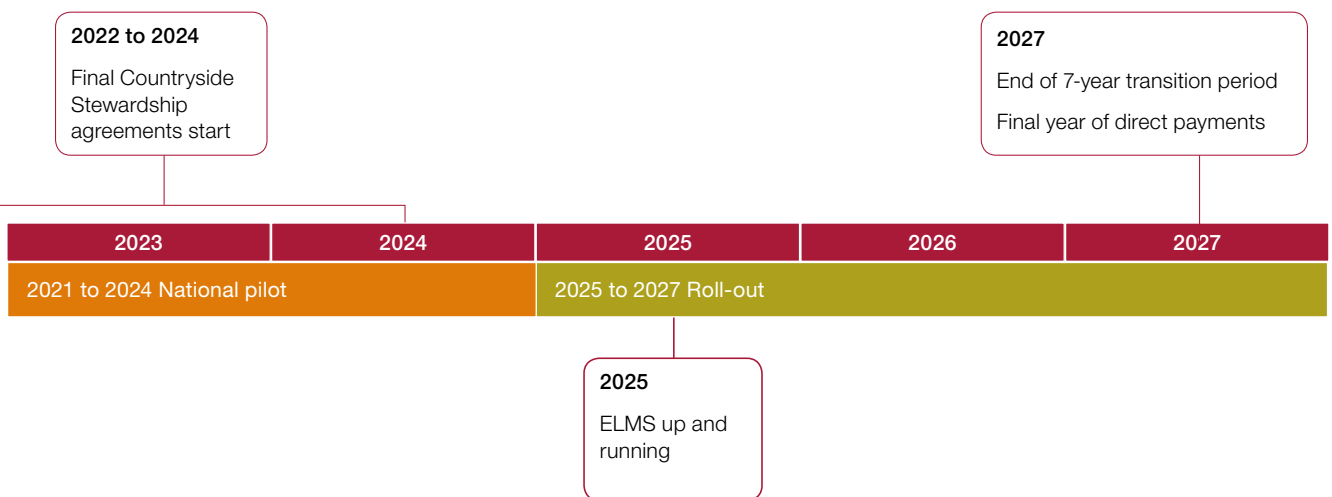 2022 to 2024
Final Countryside
Stewardship
agreements start
2027
End of 7-year transition period
Final year of direct payments
2023
2024
2025
2026
2027
2021 to 2024 National pilot
2025 to 2027 Roll-out
2025
ELMS up and
running